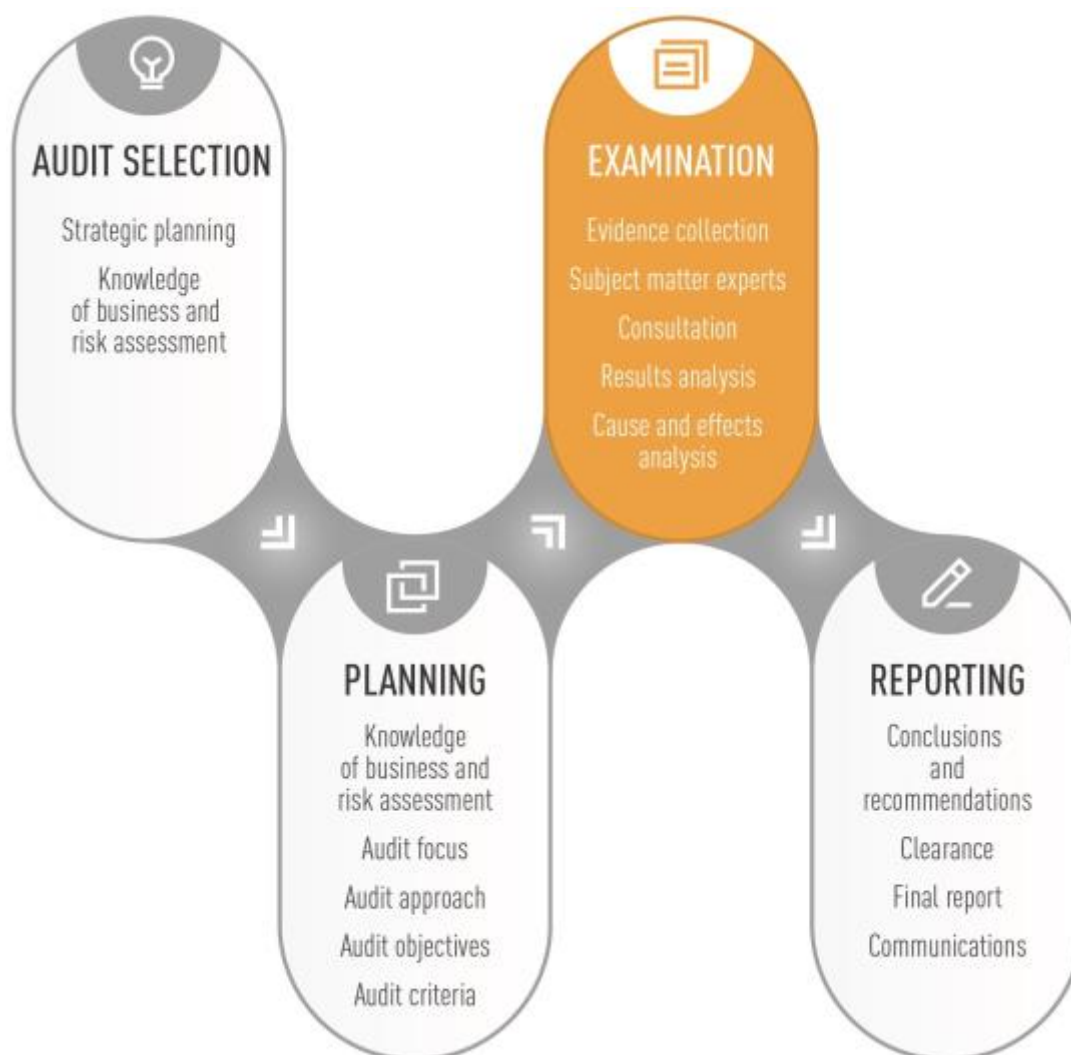 AUDIT SELECTION
Strategic planning
Knowledge
of business and
risk assessment
PLANNING
Knowledge
of business and
risk assessment
Audit focus
Audit approach
Audit objectives
Audit criteria
EXAMINATION
Evidence collection
Subject matter experts
Consultation
Results analysis
Cause and effects
analysis
REPORTING
Conclusions
and
recommendations
Clearance
Final report
Communications